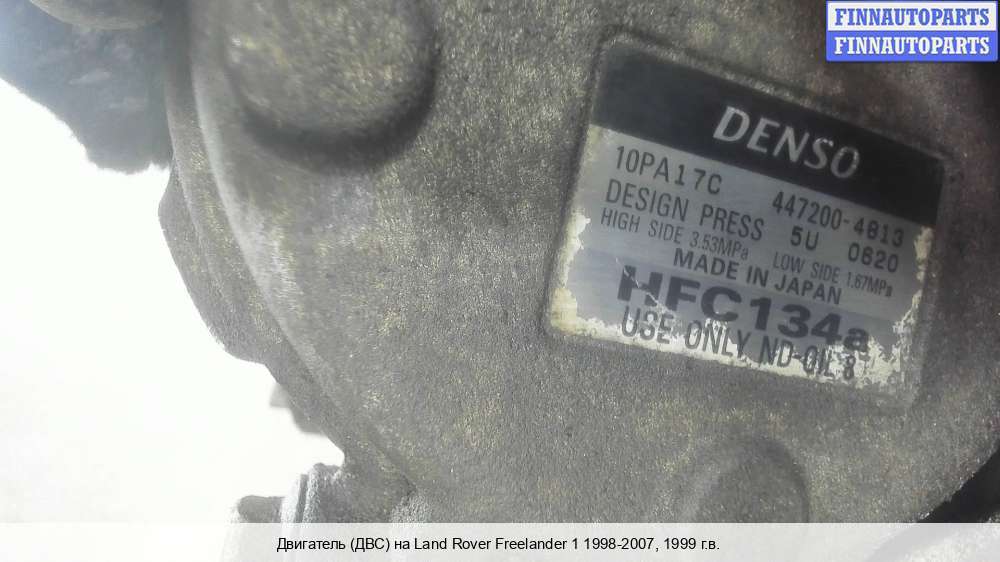 FINNAUTOPARTS
FINNAUTOPARTS
DENSO
10PA17C 447200-4813
DESIGN PRESS 5U 0620
HIGH SIDE 3.53MPa LOW SIDE 1.67MPa
MADE IN JAPAN
HFC134a
USE ONLY ND-OIL 8
Двигатель (ДВС) на Land Rover Freelander 1 1998-2007, 1999 г.в.